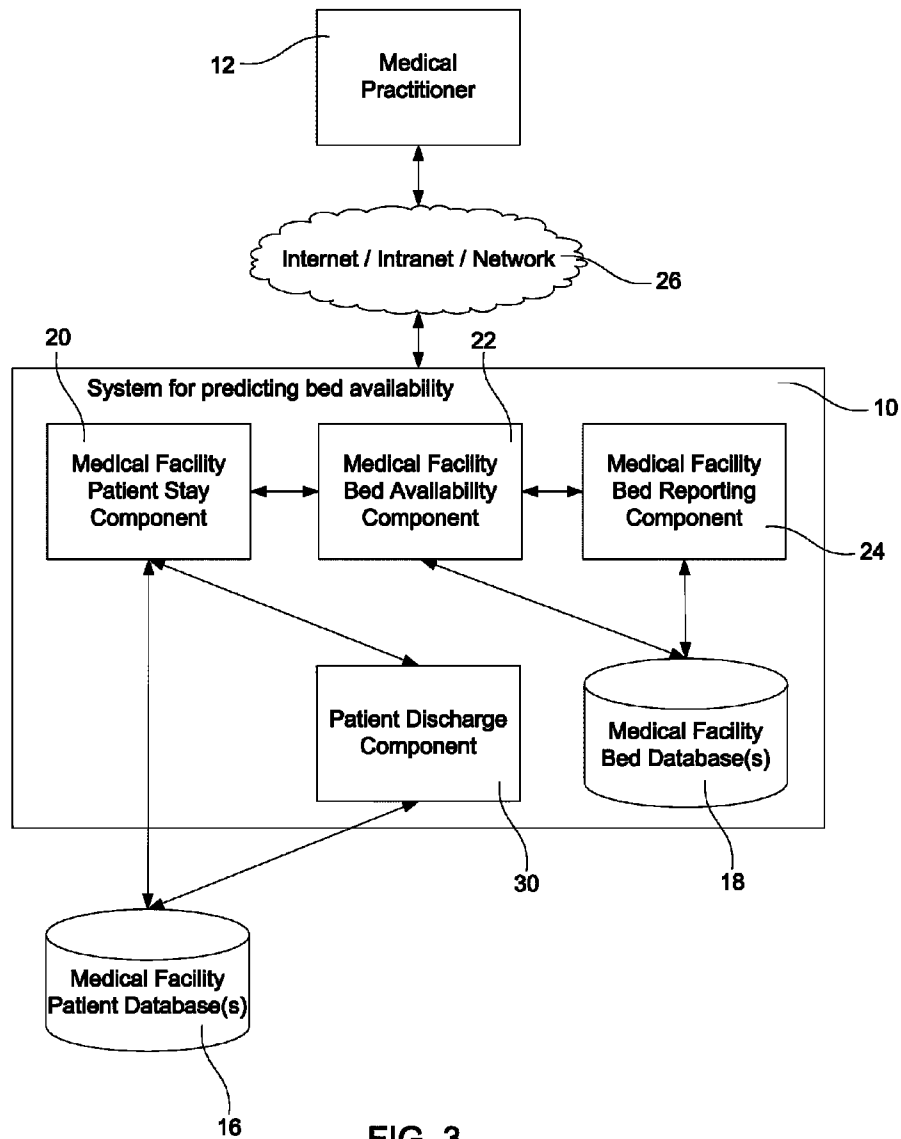 12
Medical
Practitioner
Internet / Intranet / Network
26
20
22
System for predicting bed availability
10
Medical Facility
Patient Stay
Component
Medical Facility
Bed Availability
Component
Medical Facility
Bed Reporting
Component
24
Patient Discharge
Component
Medical Facility
Bed Database(s)
30
18
Medical Facility
Patient Database(s)
16
FIG. 3